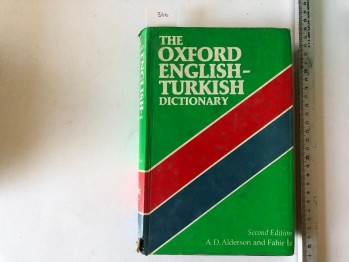 THE
OXFORD
ENGLISH–
TURKISH
DICTIONARY
Second Edition
A.D. Alderson and Fahir